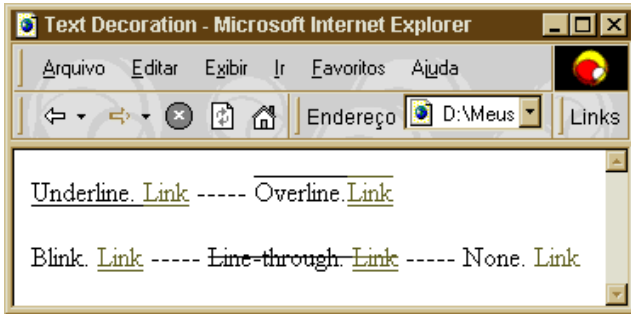 Text Decoration - Microsoft Internet Explorer
Arquivo Editar Exibir Ir Favoritos Ajuda
Endereço D:\Meus Links
Underline. Link ----- Overline.Link
Blink. Link ----- Line-through. Link ----- None. Link